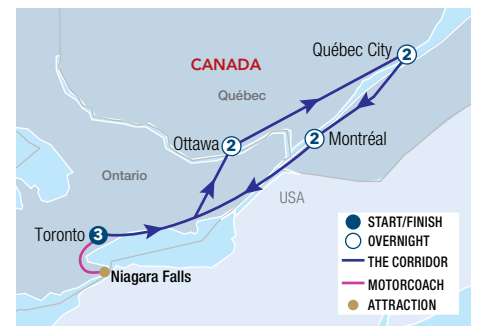 Québec City
2
CANADA
Québec
Ottawa
2
2
Montréal
Ontario
USA
Toronto
3
Niagara Falls
START/FINISH
OVERNIGHT
THE CORRIDOR
MOTORCOACH
ATTRACTION